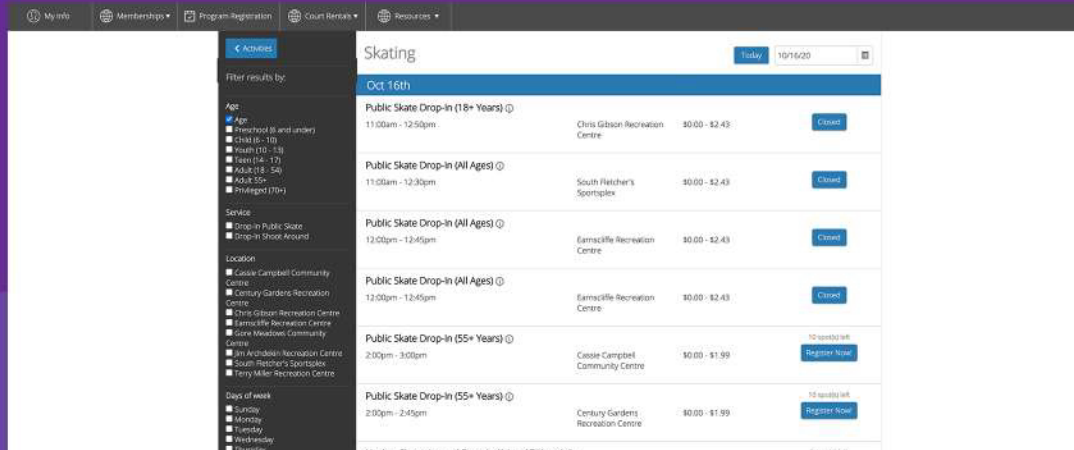 My Info
Memberships
Program Registration
Court Rentals
Resources
Activities
Filter results by:
Age
Age
Preschool (6 and under)
Child (6 - 10)
Youth (10 - 13)
Teen (14 - 17)
Adult (18 - 54)
Adult 55+
Privileged (70+)
Service
Drop-In Public Skate
Drop-In Shoot Around
Location
Cassie Campbell Community
Centre
Century Gardens Recreation
Centre
Chris Gibson Recreation Centre
Earnscliffe Recreation Centre
Gore Meadows Community
Centre
Jim Archdekin Recreation Centre
South Fletcher's Sportsplex
Terry Miller Recreation Centre
Days of week
Sunday
Monday
Tuesday
Wednesday
Thursday
Skating
Today
10/16/20
Oct 16th
Public Skate Drop-In (18+ Years)
11:00am - 12:50pm
Chris Gibson Recreation
Centre
$0.00 - $2.43
Closed
Public Skate Drop-In (All Ages)
11:00am - 12:30pm
South Fletcher's
Sportsplex
$0.00 - $2.43
Closed
Public Skate Drop-In (All Ages)
12:00pm - 12:45pm
Earnscliffe Recreation
Centre
$0.00 - $2.43
Closed
Public Skate Drop-In (All Ages)
12:00pm - 12:45pm
Earnscliffe Recreation
Centre
$0.00 - $2.43
Closed
Public Skate Drop-In (55+ Years)
2:00pm - 3:00pm
Cassie Campbell
Community Centre
$0.00 - $1.99
10 spot(s) left
Register Now!
Public Skate Drop-In (55+ Years)
2:00pm - 2:45pm
Century Gardens
Recreation Centre
$0.00 - $1.99
10 spot(s) left
Register Now!